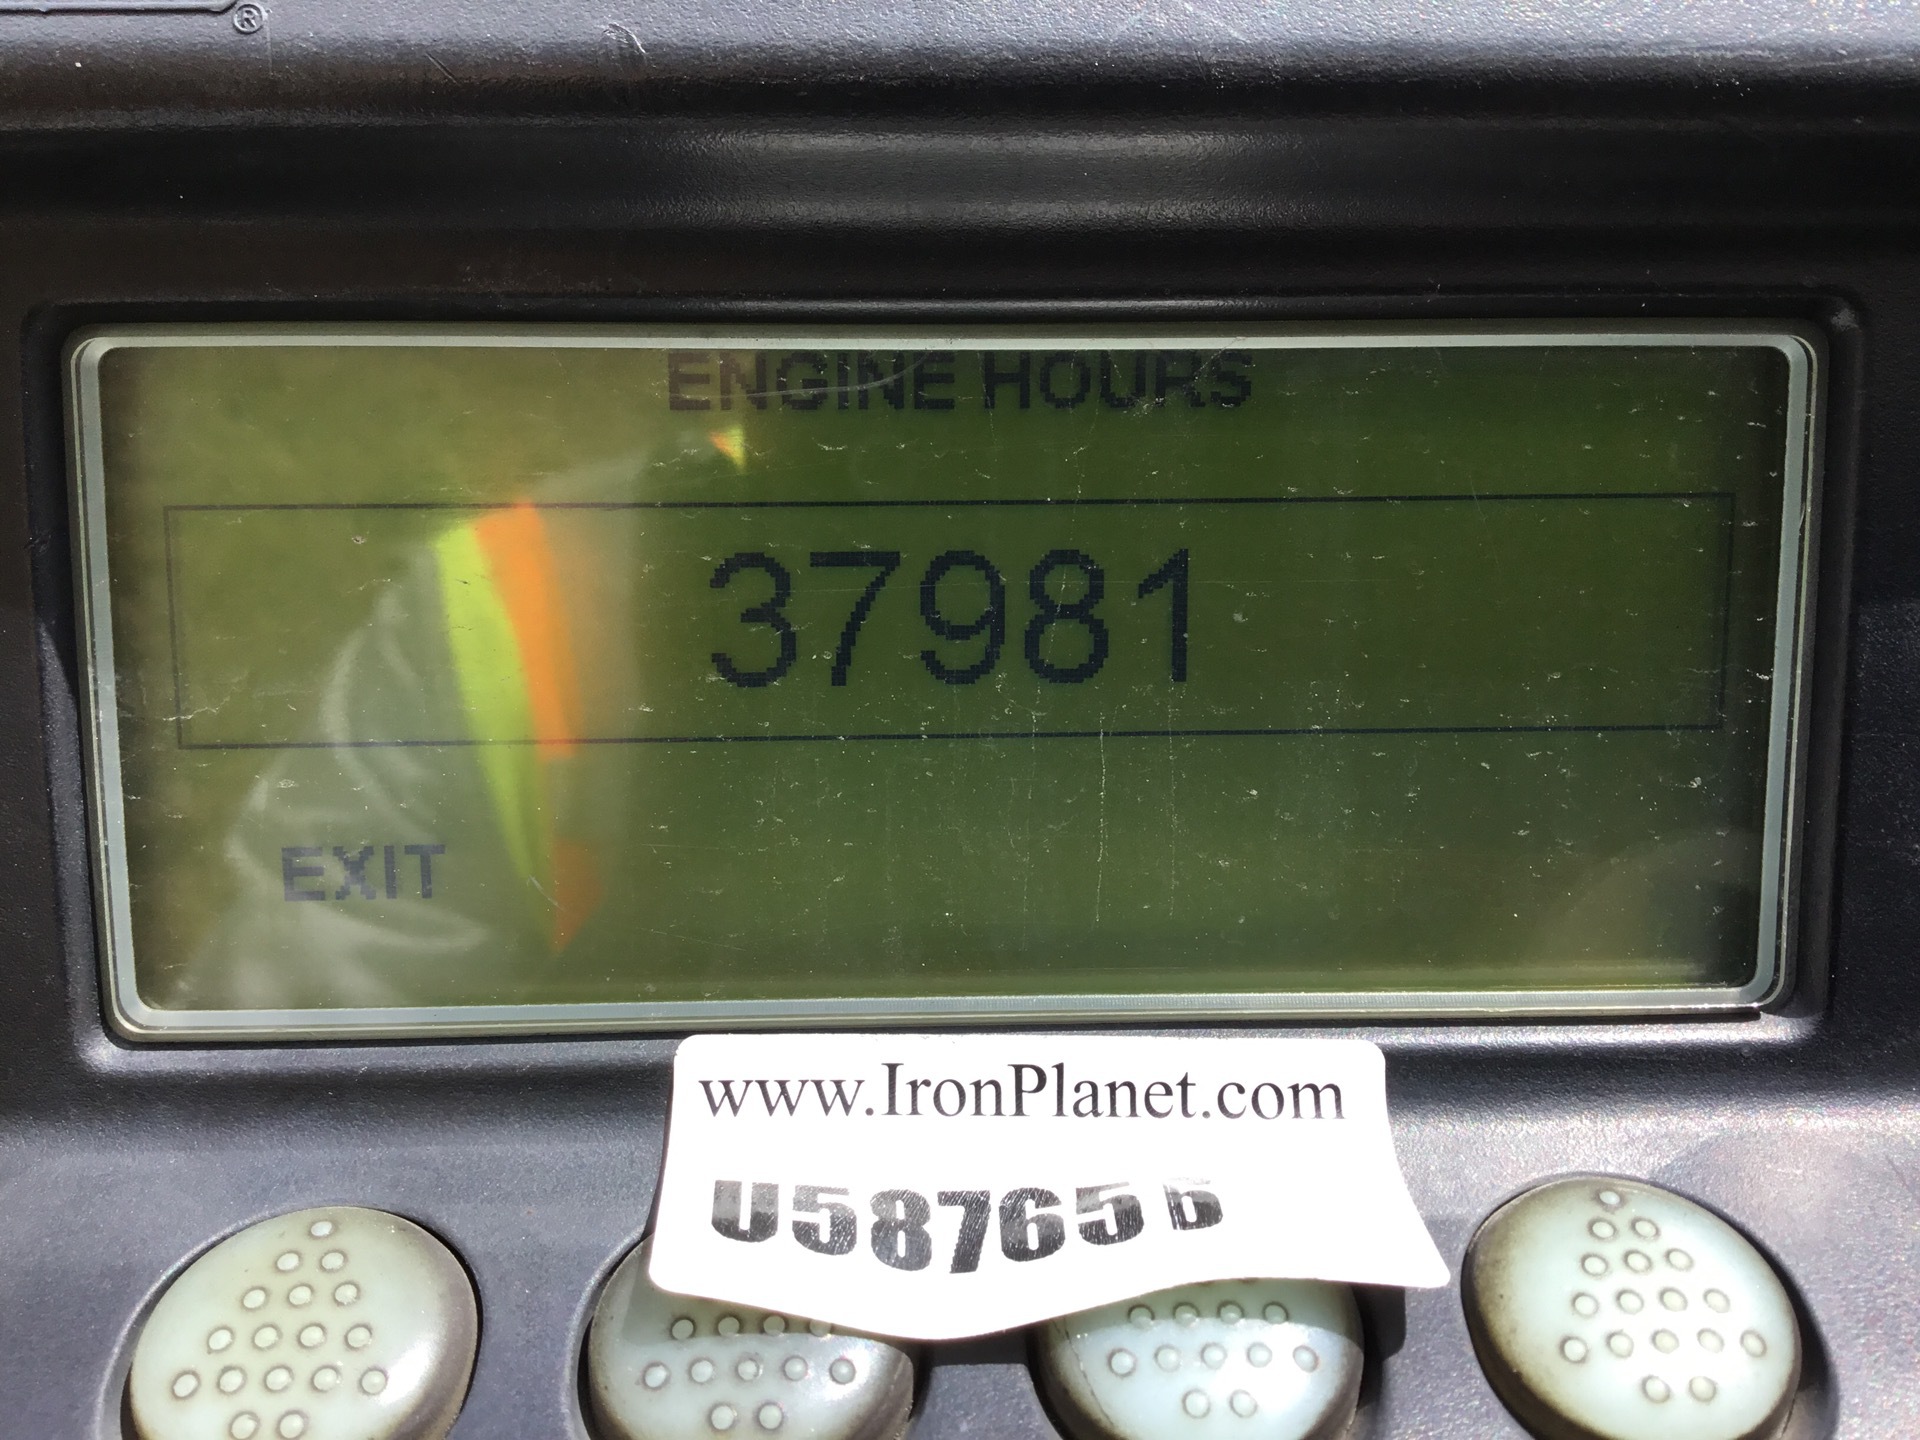 ®
ENGINE HOURS
37981
EXIT
www.IronPlanet.com
U587656